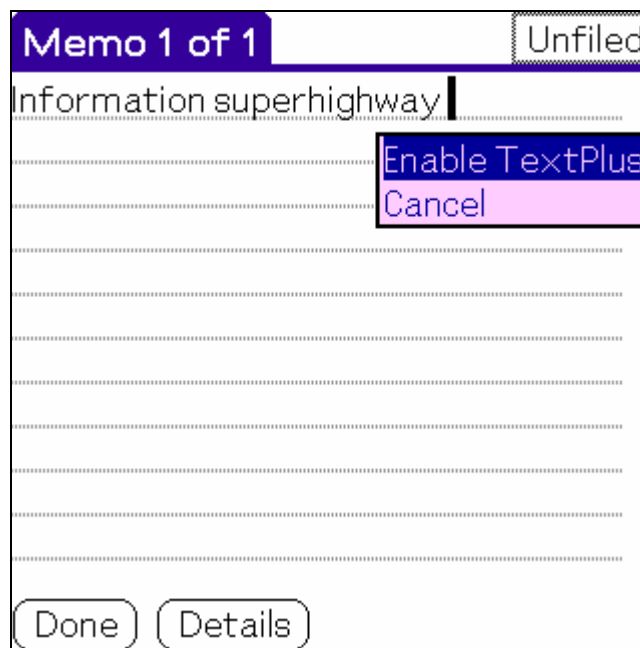 Memo 1 of 1 Unfiled
Information superhighway
Enable TextPlus
Cancel
Done Details